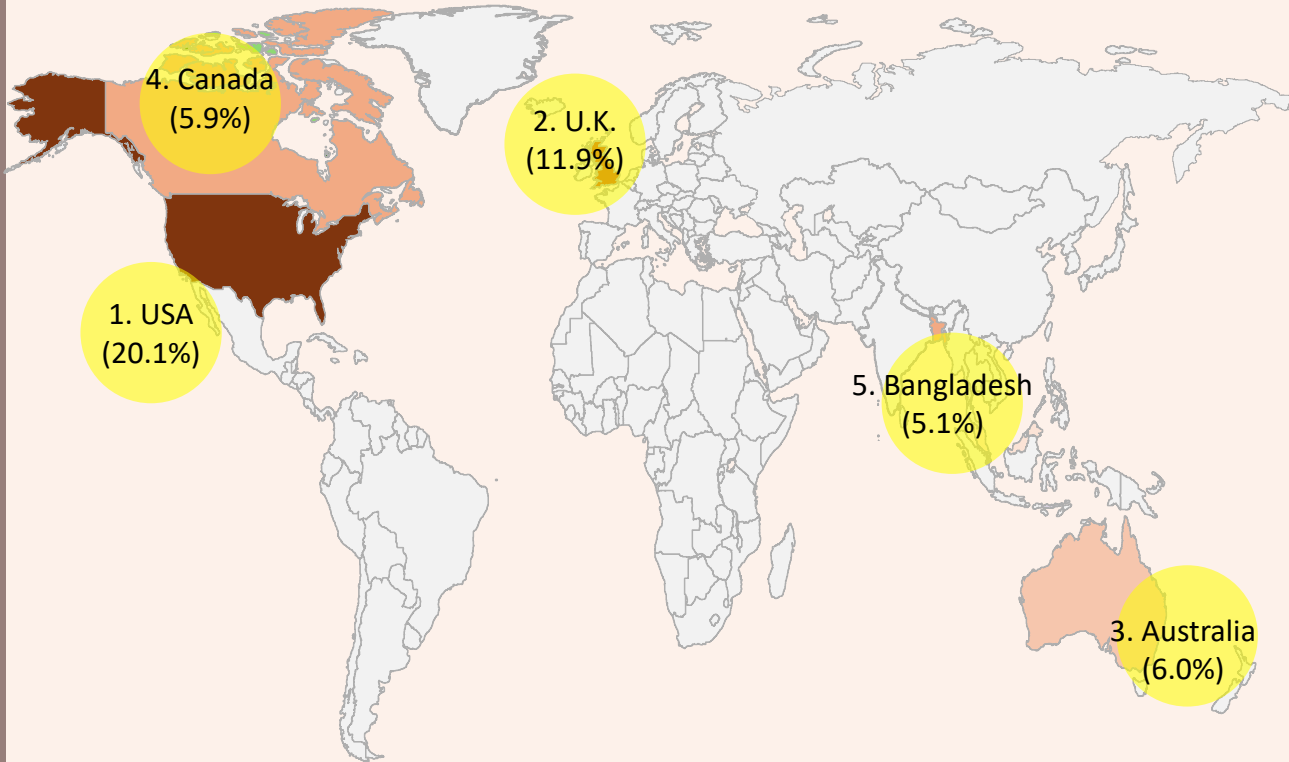 4. Canada
(5.9%)
2. U.K.
(11.9%)
1. USA
(20.1%)
5. Bangladesh
(5.1%)
3. Australia
(6.0%)